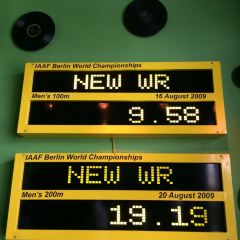 IAAF Berlin World Championships
NEW WR
Men's 100m 16 August 2009
9.58
IAAF Berlin World Championships
NEW WR
Men's 200m 20 August 2009
19.19